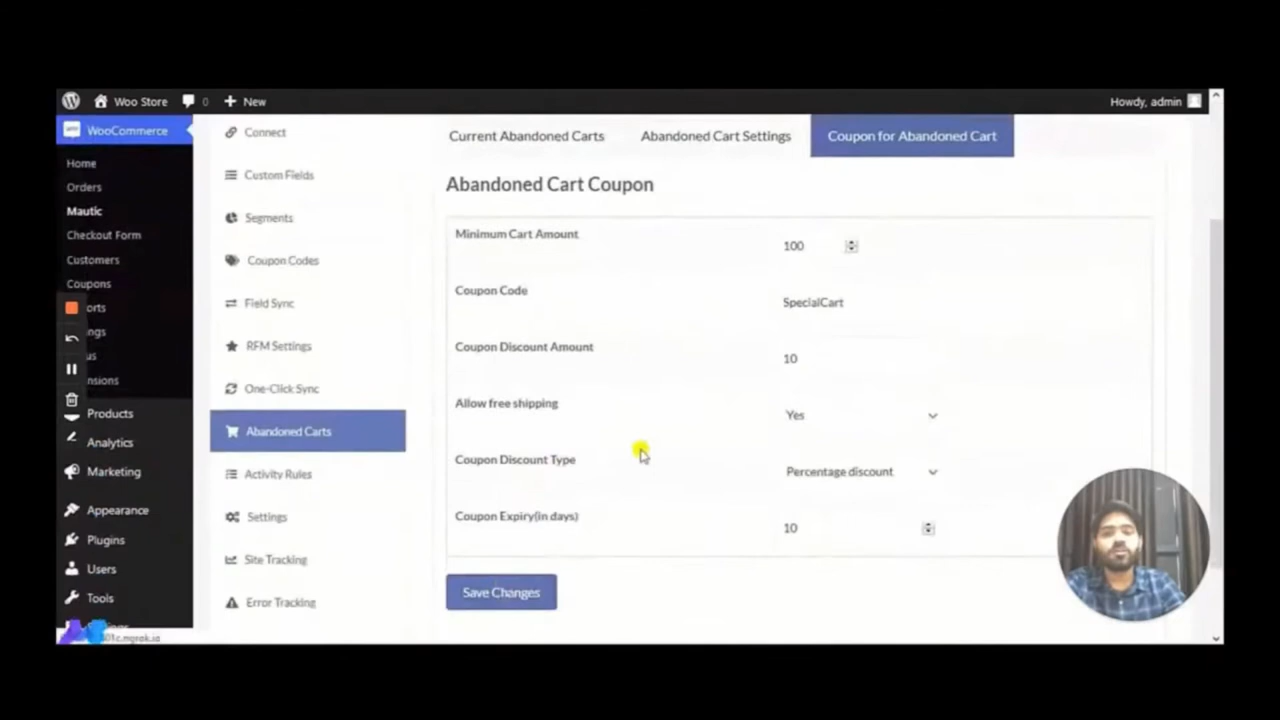 Woo Store 0 New Howdy, admin
WooCommerce
Home
Orders
Mautic
Checkout Form
Customers
Coupons
orts
ngs
us
nsions
Products
Analytics
Marketing
Appearance
Plugins
Users
Tools
Connect
Custom Fields
Segments
Coupon Codes
Field Sync
RFM Settings
One-Click Sync
Abandoned Carts
Activity Rules
Settings
Site Tracking
Error Tracking
Current Abandoned Carts Abandoned Cart Settings Coupon for Abandoned Cart
Abandoned Cart Coupon
Minimum Cart Amount 100
Coupon Code SpecialCart
Coupon Discount Amount 10
Allow free shipping Yes
Coupon Discount Type Percentage discount
Coupon Expiry(in days) 10
Save Changes